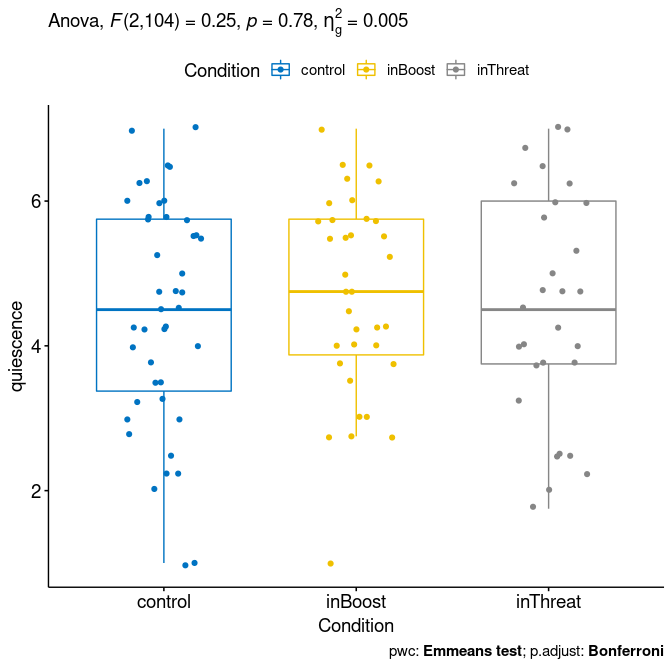 Anova, F(2,104) = 0.25, p = 0.78, η²g = 0.005
Condition control inBoost inThreat
6
4
2
quiescence
control inBoost inThreat
Condition
pwc: Emmeans test; p.adjust: Bonferroni